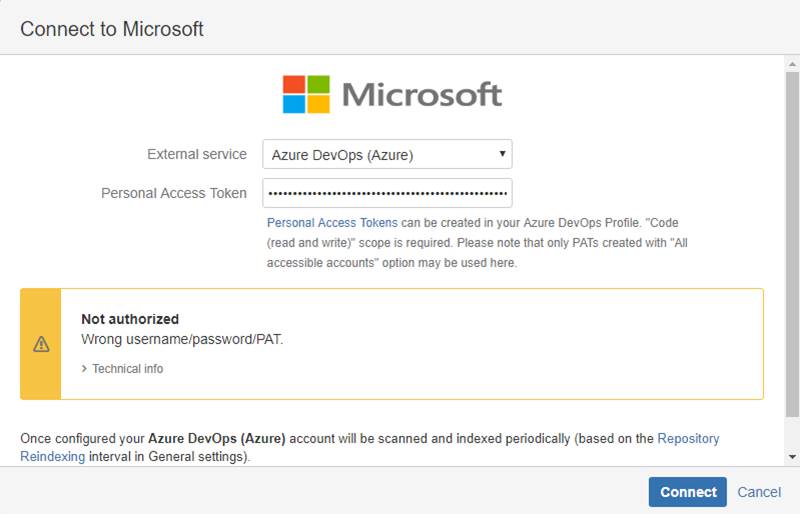 Connect to Microsoft
Microsoft
External service
Azure DevOps (Azure)
Personal Access Token
Personal Access Tokens can be created in your Azure DevOps Profile. "Code
(read and write)" scope is required. Please note that only PATs created with "All
accessible accounts" option may be used here.
Not authorized
Wrong username/password/PAT.
Technical info
Once configured your Azure DevOps (Azure) account will be scanned and indexed periodically (based on the Repository
Reindexing interval in General settings).
Connect Cancel